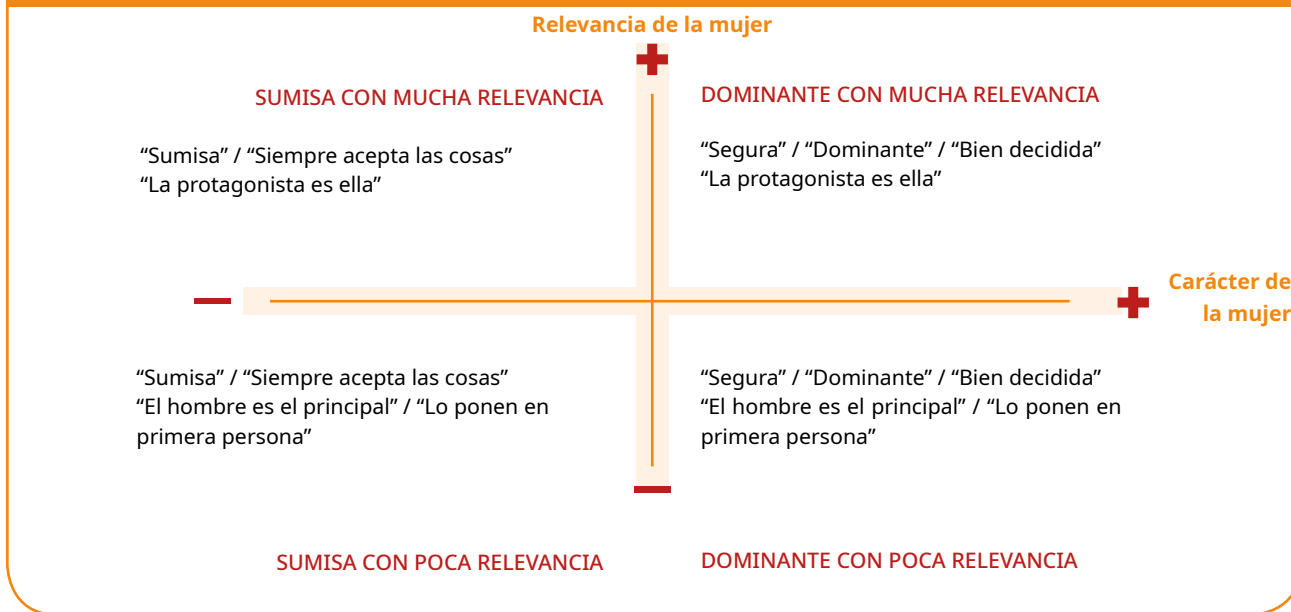 Relevancia de la mujer
SUMISA CON MUCHA RELEVANCIA
“Sumisa” / “Siempre acepta las cosas”
“La protagonista es ella”
DOMINANTE CON MUCHA RELEVANCIA
“Segura” / “Dominante” / “Bien decidida”
“La protagonista es ella”
Carácter de
la mujer
“Sumisa” / “Siempre acepta las cosas”
“El hombre es el principal” / “Lo ponen en
primera persona”
SUMISA CON POCA RELEVANCIA
“Segura” / “Dominante” / “Bien decidida”
“El hombre es el principal” / “Lo ponen en
primera persona”
DOMINANTE CON POCA RELEVANCIA